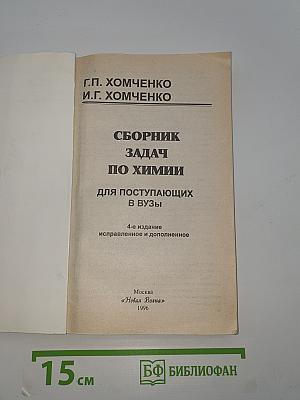 Г.П. ХОМЧЕНКО
И.Г. ХОМЧЕНКО
СБОРНИК
ЗАДАЧ
ПО ХИМИИ
ДЛЯ ПОСТУПАЮЩИХ
В ВУЗы
4-е издание
исправленное и дополненное
Москва
«Новая Волна»
1996
15 см
БФ БИБЛИОФАН